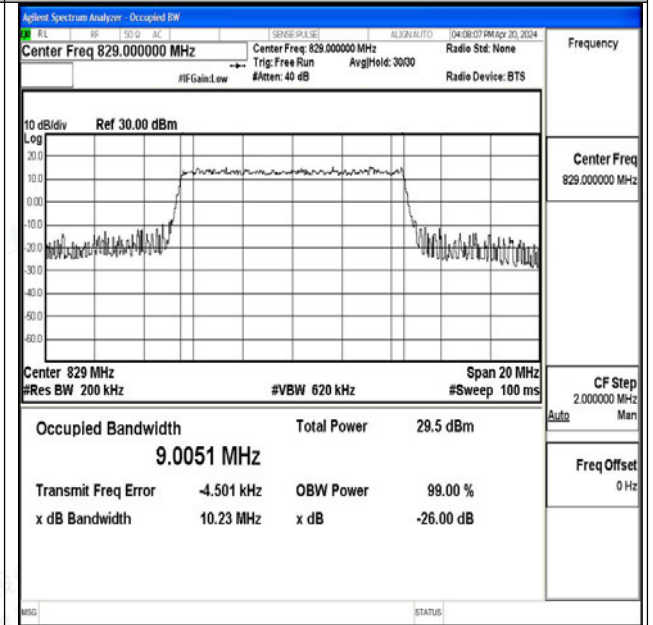 Agilent Spectrum Analyzer - Occupied BW
RL RF 50 Ω AC SENSE:PULSE ALIGN AUTO 04:08:07 PM Apr 20, 2024
Center Freq 829.000000 MHz
Center Freq: 829.000000 MHz Radio Std: None
Trig: Free Run Avg|Hold: 30/30
#IFGain:Low #Atten: 40 dB Radio Device: BTS
10 dB/div Ref 30.00 dBm
Log
20.0
10.0
0.00
-10.0
-20.0
-30.0
-40.0
-50.0
-60.0
Center 829 MHz Span 20 MHz
#Res BW 200 kHz #VBW 620 kHz #Sweep 100 ms
Occupied Bandwidth Total Power 29.5 dBm
9.0051 MHz
Transmit Freq Error -4.501 kHz OBW Power 99.00 %
x dB Bandwidth 10.23 MHz x dB -26.00 dB
MSG STATUS
Frequency
Center Freq
829.000000 MHz
CF Step
2.000000 MHz
Auto Man
Freq Offset
0 Hz